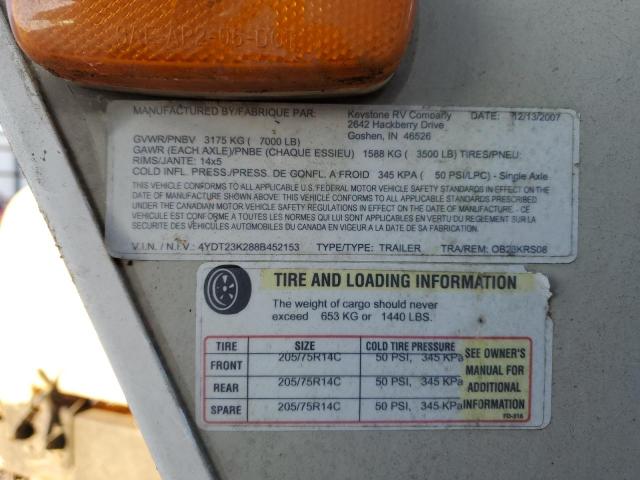 SAE-AP2-06-DOT
MANUFACTURED BY/FABRIQUE PAR: Keystone RV Company DATE: 12/13/2007
2642 Hackberry Drive
GVWR/PNBV 3175 KG ( 7000 LB) Goshen, IN 46526
GAWR (EACH AXLE)/PNBE (CHAQUE ESSIEU) 1588 KG ( 3500 LB) TIRES/PNEU:
RIMS/JANTE: 14x5
COLD INFL. PRESS./PRESS. DE GONFL. A FROID 345 KPA ( 50 PSI/LPC) - Single Axle
THIS VEHICLE CONFORMS TO ALL APPLICABLE U.S. FEDERAL MOTOR VEHICLE SAFETY STANDARDS IN EFFECT ON THE
DATE OF MANUFACTURE SHOWN ABOVE. THIS VEHICLE CONFORMS TO ALL APPLICABLE STANDARDS PRESCRIBED
UNDER THE CANADIAN MOTOR VEHICLE SAFETY REGULATIONS IN EFFECT ON THE DATE OF MANUFACTURE. CE
VEHICULE EST CONFORME A TOUTES LES NORMES QUI LUI SONT APPLICABLES EN VERTU DU REGLEMENT SUR LA
SECURITE DES VEHICULES AUTOMOBILES DU CANADA EN VIGUEUR A LA DATE DE SA FABRICATION.
V.I.N. / N.I.V.: 4YDT23K288B452153 TYPE/TYPE: TRAILER TRA/REM: OB23KRS08
TIRE AND LOADING INFORMATION
The weight of cargo should never
exceed 653 KG or 1440 LBS.
TIRE SIZE COLD TIRE PRESSURE SEE OWNER'S
FRONT 205/75R14C 50 PSI, 345 KPa MANUAL FOR
REAR 205/75R14C 50 PSI, 345 KPa ADDITIONAL
SPARE 205/75R14C 50 PSI, 345 KPa INFORMATION